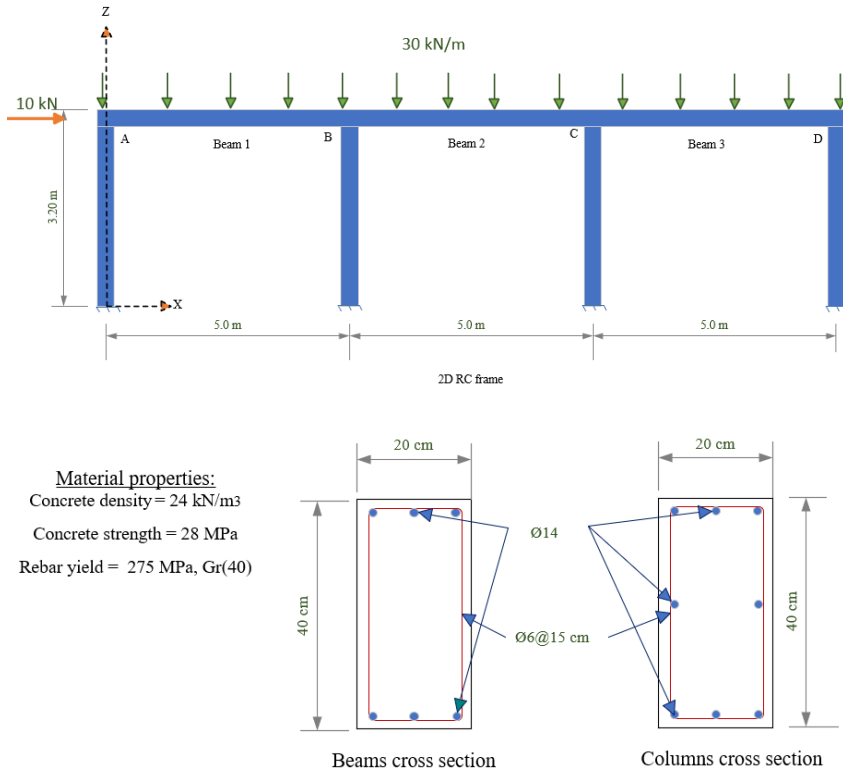 Z
30 kN/m
10 kN
A
Beam 1
B
Beam 2
C
Beam 3
D
3.20 m
X
5.0 m
5.0 m
5.0 m
2D RC frame
20 cm
20 cm
Material properties:
Concrete density = 24 kN/m3
Concrete strength = 28 MPa
Rebar yield = 275 MPa, Gr(40)
Ø14
40 cm
Ø6@15 cm
40 cm
Beams cross section
Columns cross section